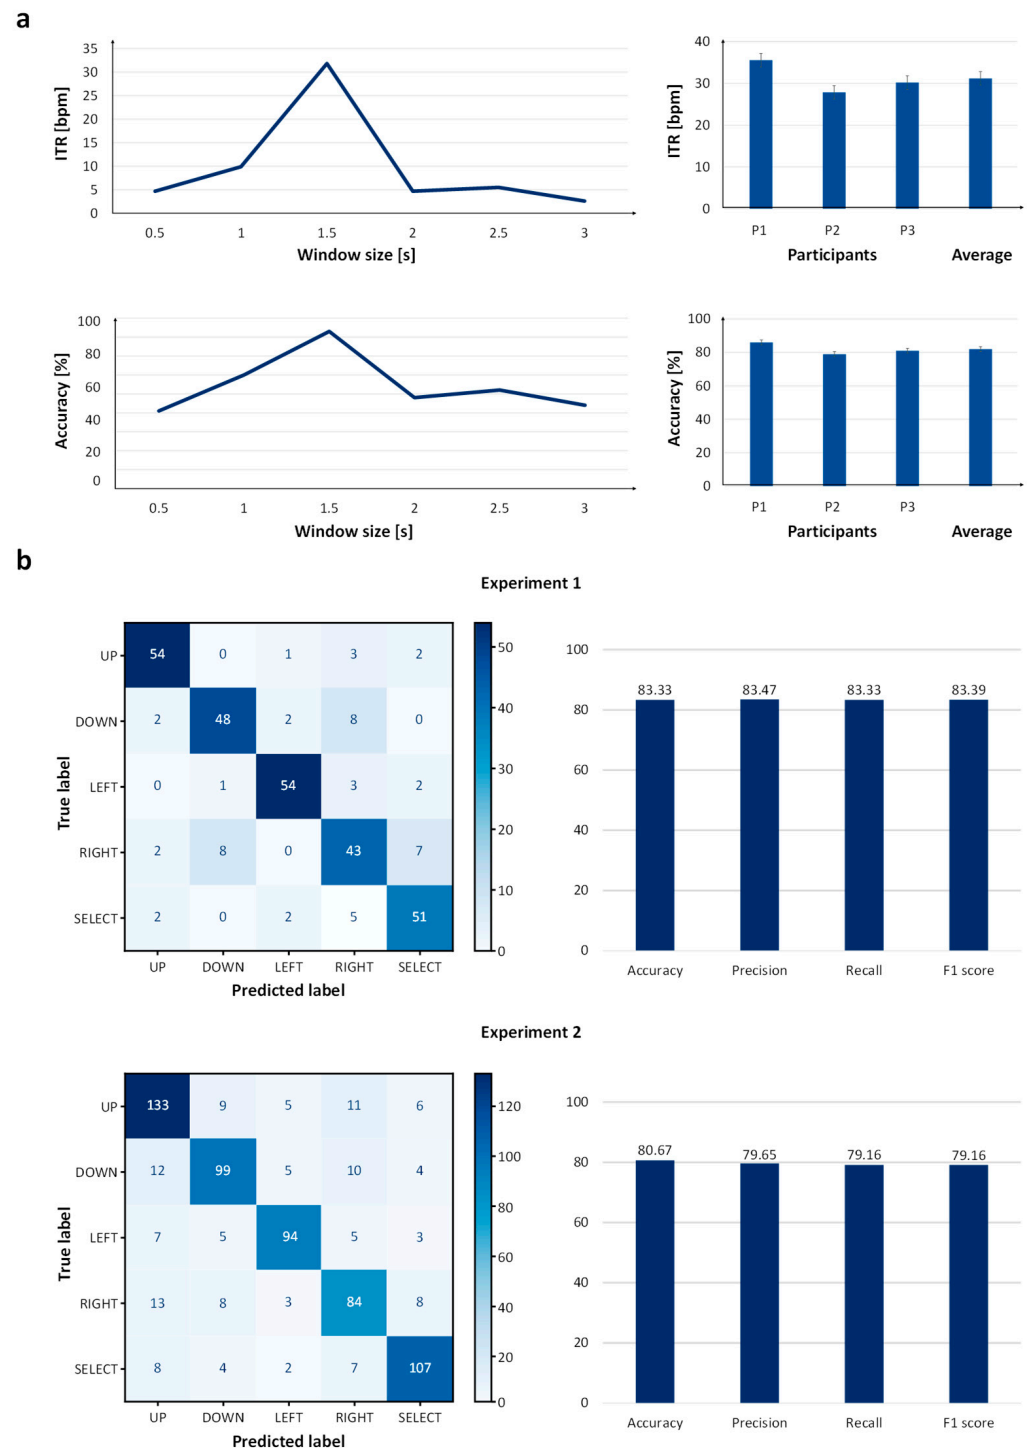 a
35
30
25
20
15
10
5
0
ITR [bpm]
0.5 1 1.5 2 2.5 3
Window size [s]
40
30
20
10
0
ITR [bpm]
P1 P2 P3
Participants Average
100
80
60
40
20
0
Accuracy [%]
0.5 1 1.5 2 2.5 3
Window size [s]
100
80
60
40
20
0
Accuracy [%]
P1 P2 P3
Participants Average
b
Experiment 1
True label
UP 54 0 1 3 2
DOWN 2 48 2 8 0
LEFT 0 1 54 3 2
RIGHT 2 8 0 43 7
SELECT 2 0 2 5 51
UP DOWN LEFT RIGHT SELECT
Predicted label
50
40
30
20
10
0
100
80
60
40
20
0
83.33 83.47 83.33 83.39
Accuracy Precision Recall F1 score
Experiment 2
True label
UP 133 9 5 11 6
DOWN 12 99 5 10 4
LEFT 7 5 94 5 3
RIGHT 13 8 3 84 8
SELECT 8 4 2 7 107
UP DOWN LEFT RIGHT SELECT
Predicted label
120
100
80
60
40
20
0
100
80
60
40
20
0
80.67 79.65 79.16 79.16
Accuracy Precision Recall F1 score